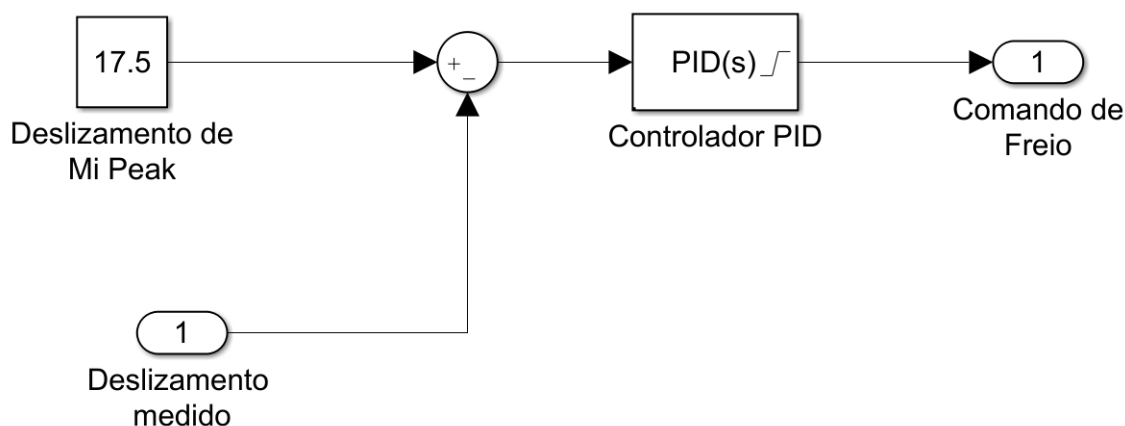 17.5
Deslizamento de
Mi Peak
+
_
PID(s)
Controlador PID
1
Comando de
Freio
1
Deslizamento
medido